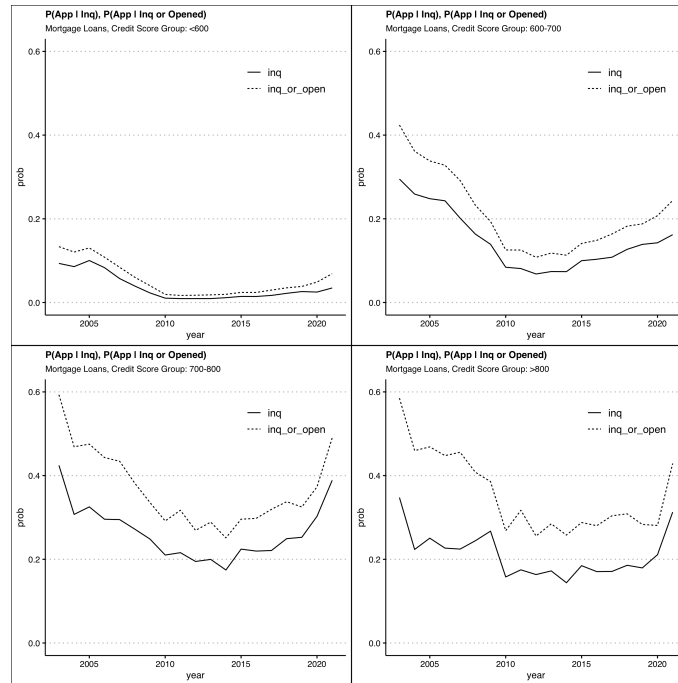 P(App I Inq), P(App I Inq or Opened)
Mortgage Loans, Credit Score Group: <600
0.6
inq
inq_or_open
0.4
prob
0.2
0.0
2005 2010 2015 2020
year
P(App I Inq), P(App I Inq or Opened)
Mortgage Loans, Credit Score Group: 600-700
0.6
inq
inq_or_open
0.4
prob
0.2
0.0
2005 2010 2015 2020
year
P(App I Inq), P(App I Inq or Opened)
Mortgage Loans, Credit Score Group: 700-800
0.6
inq
inq_or_open
0.4
prob
0.2
0.0
2005 2010 2015 2020
year
P(App I Inq), P(App I Inq or Opened)
Mortgage Loans, Credit Score Group: >800
0.6
inq
inq_or_open
0.4
prob
0.2
0.0
2005 2010 2015 2020
year